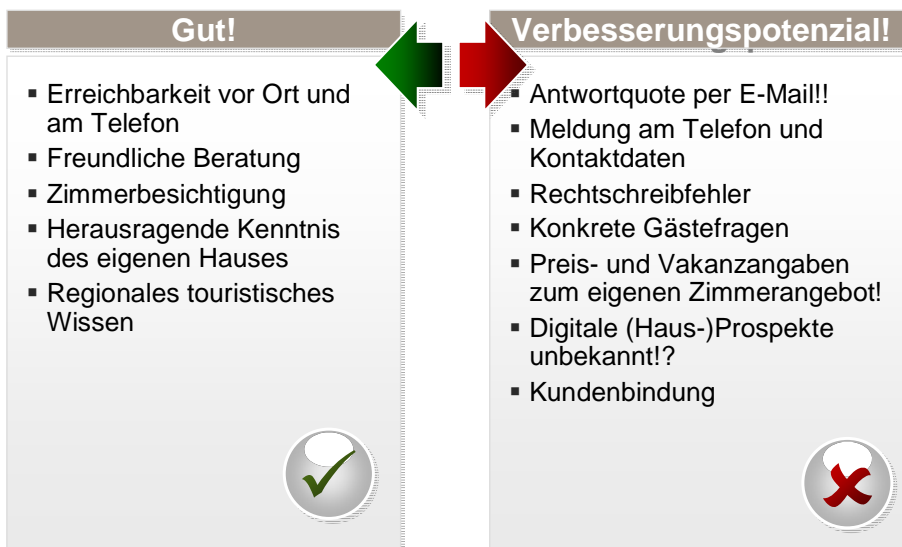 Gut!
Erreichbarkeit vor Ort und
am Telefon
Freundliche Beratung
Zimmerbesichtigung
Herausragende Kenntnis
des eigenen Hauses
Regionales touristisches
Wissen
Verbesserungspotenzial!
Antwortquote per E-Mail!!
Meldung am Telefon und
Kontaktdaten
Rechtschreibfehler
Konkrete Gästefragen
Preis- und Vakanzangaben
zum eigenen Zimmerangebot!
Digitale (Haus-)Prospekte
unbekannt!?
Kundenbindung